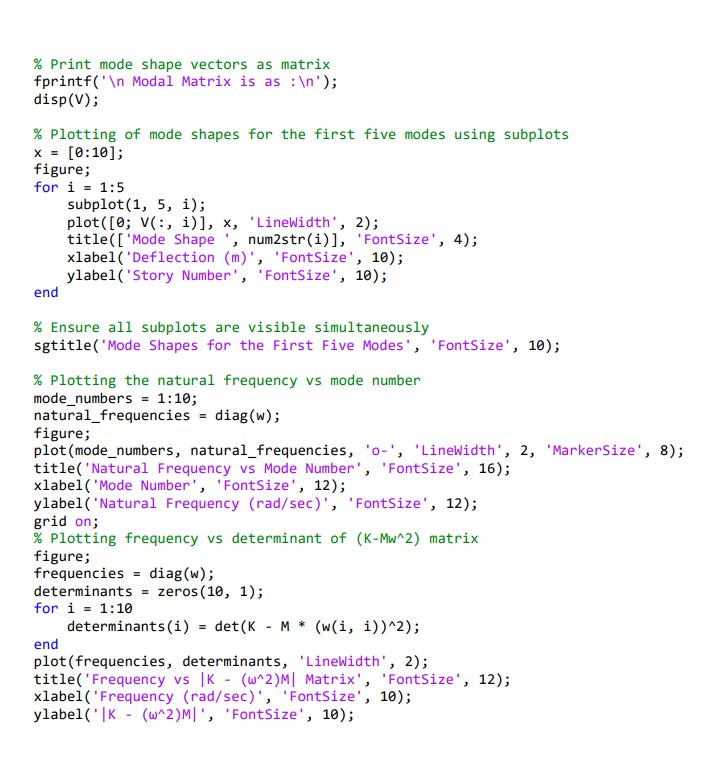 % Print mode shape vectors as matrix
fprintf('\n Modal Matrix is as :\n');
disp(V);
% Plotting of mode shapes for the first five modes using subplots
x = [0:10];
figure;
for i = 1:5
    subplot(1, 5, i);
    plot([0; V(:, i)], x, 'LineWidth', 2);
    title(['Mode Shape ', num2str(i)], 'FontSize', 4);
    xlabel('Deflection (m)', 'FontSize', 10);
    ylabel('Story Number', 'FontSize', 10);
end
% Ensure all subplots are visible simultaneously
sgtitle('Mode Shapes for the First Five Modes', 'FontSize', 10);
% Plotting the natural frequency vs mode number
mode_numbers = 1:10;
natural_frequencies = diag(w);
figure;
plot(mode_numbers, natural_frequencies, 'o-', 'LineWidth', 2, 'MarkerSize', 8);
title('Natural Frequency vs Mode Number', 'FontSize', 16);
xlabel('Mode Number', 'FontSize', 12);
ylabel('Natural Frequency (rad/sec)', 'FontSize', 12);
grid on;
% Plotting frequency vs determinant of (K-Mw^2) matrix
figure;
frequencies = diag(w);
determinants = zeros(10, 1);
for i = 1:10
    determinants(i) = det(K - M * (w(i, i))^2);
end
plot(frequencies, determinants, 'LineWidth', 2);
title('Frequency vs |K - (ω^2)M| Matrix', 'FontSize', 12);
xlabel('Frequency (rad/sec)', 'FontSize', 10);
ylabel('|K - (ω^2)M|', 'FontSize', 10);